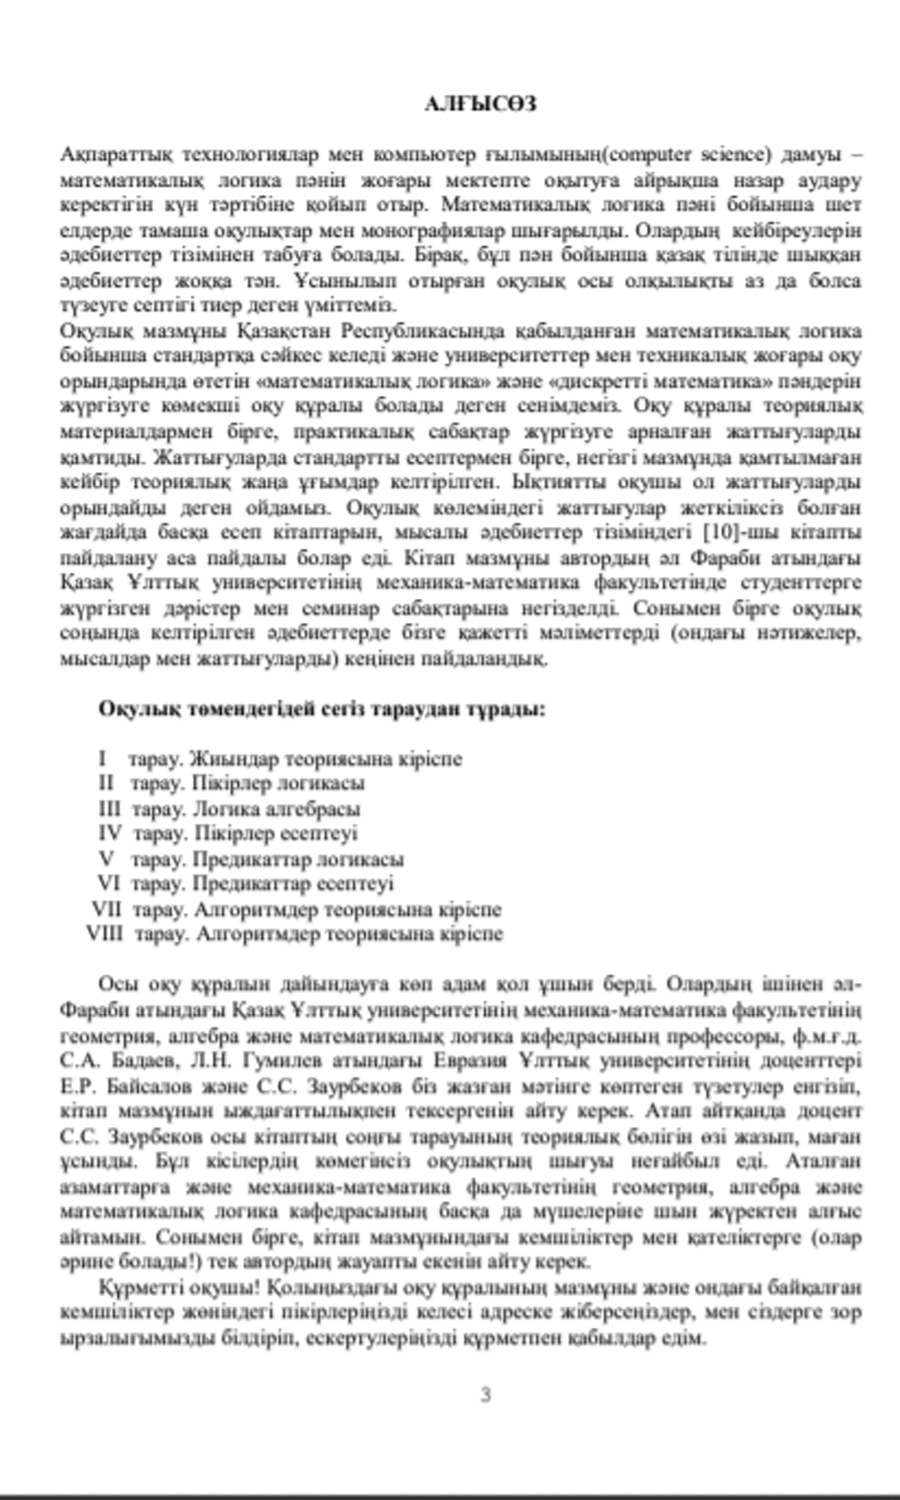 АЛҒЫСӨЗ
Ақпараттық технологиялар мен компьютер ғылымының(computer science) дамуы –
математикалық логика пәнін жоғары мектепте оқытуға айрықша назар аудару
керектігін күн тәртібіне қойып отыр. Математикалық логика пәні бойынша шет
елдерде тамаша оқулықтар мен монографиялар шығарылды. Олардың кейбіреулерін
әдебиеттер тізімінен табуға болады. Бірақ, бұл пән бойынша қазақ тілінде шыққан
әдебиеттер жоққа тән. Ұсынылып отырған оқулық осы олқылықты аз да болса
түзеуге септігі тиер деген үміттеміз.
Оқулық мазмұны Қазақстан Республикасында қабылданған математикалық логика
бойынша стандартқа сәйкес келеді және университеттер мен техникалық жоғары оқу
орындарында өтетін «математикалық логика» және «дискретті математика» пәндерін
жүргізуге көмекші оқу құралы болады деген сенімдеміз. Оқу құралы теориялық
материалдармен бірге, практикалық сабақтар жүргізуге арналған жаттығуларды
қамтиды. Жаттығуларда стандартты есептермен бірге, негізгі мазмұнда қамтылмаған
кейбір теориялық жаңа ұғымдар келтірілген. Ықтиятты оқушы ол жаттығуларды
орындайды деген ойдамыз. Оқулық көлеміндегі жаттығулар жеткіліксіз болған
жағдайда басқа есеп кітаптарын, мысалы әдебиеттер тізіміндегі [10]-шы кітапты
пайдалану аса пайдалы болар еді. Кітап мазмұны автордың әл Фараби атындағы
Қазақ Ұлттық университетінің механика-математика факультетінде студенттерге
жүргізген дәрістер мен семинар сабақтарына негізделді. Сонымен бірге оқулық
соңында келтірілген әдебиеттерде бізге қажетті мәліметтерді (ондағы нәтижелер,
мысалдар мен жаттығуларды) кеңінен пайдаландық.
Оқулық төмендегідей сегіз тараудан тұрады:
I тарау. Жиындар теориясына кіріспе
II тарау. Пікірлер логикасы
III тарау. Логика алгебрасы
IV тарау. Пікірлер есептеуі
V тарау. Предикаттар логикасы
VI тарау. Предикаттар есептеуі
VII тарау. Алгоритмдер теориясына кіріспе
VIII тарау. Алгоритмдер теориясына кіріспе
Осы оқу құралын дайындауға көп адам қол ұшын берді. Олардың ішінен әл-
Фараби атындағы Қазақ Ұлттық университетінің механика-математика факультетінің
геометрия, алгебра және математикалық логика кафедрасының профессоры, ф.м.ғ.д.
С.А. Бадаев, Л.Н. Гумилев атындағы Евразия Ұлттық университетінің доценттері
Е.Р. Байсалов және С.С. Заурбеков біз жазған мәтінге көптеген түзетулер енгізіп,
кітап мазмұнын ыждағаттылықпен тексергенін айту керек. Атап айтқанда доцент
С.С. Заурбеков осы кітаптың соңғы тарауының теориялық бөлігін өзі жазып, маған
ұсынды. Бұл кісілердің көмегінсіз оқулықтың шығуы неғайбыл еді. Аталған
азаматтарға және механика-математика факультетінің геометрия, алгебра және
математикалық логика кафедрасының басқа да мүшелеріне шын жүректен алғыс
айтамын. Сонымен бірге, кітап мазмұнындағы кемшіліктер мен қателіктерге (олар
әрине болады!) тек автордың жауапты екенін айту керек.
Құрметті оқушы! Қолыңыздағы оқу құралының мазмұны және ондағы байқалған
кемшіліктер жөніндегі пікірлеріңізді келесі адреске жіберсеңіздер, мен сіздерге зор
ырзалығымызды білдіріп, ескертулеріңізді құрметпен қабылдар едім.
3